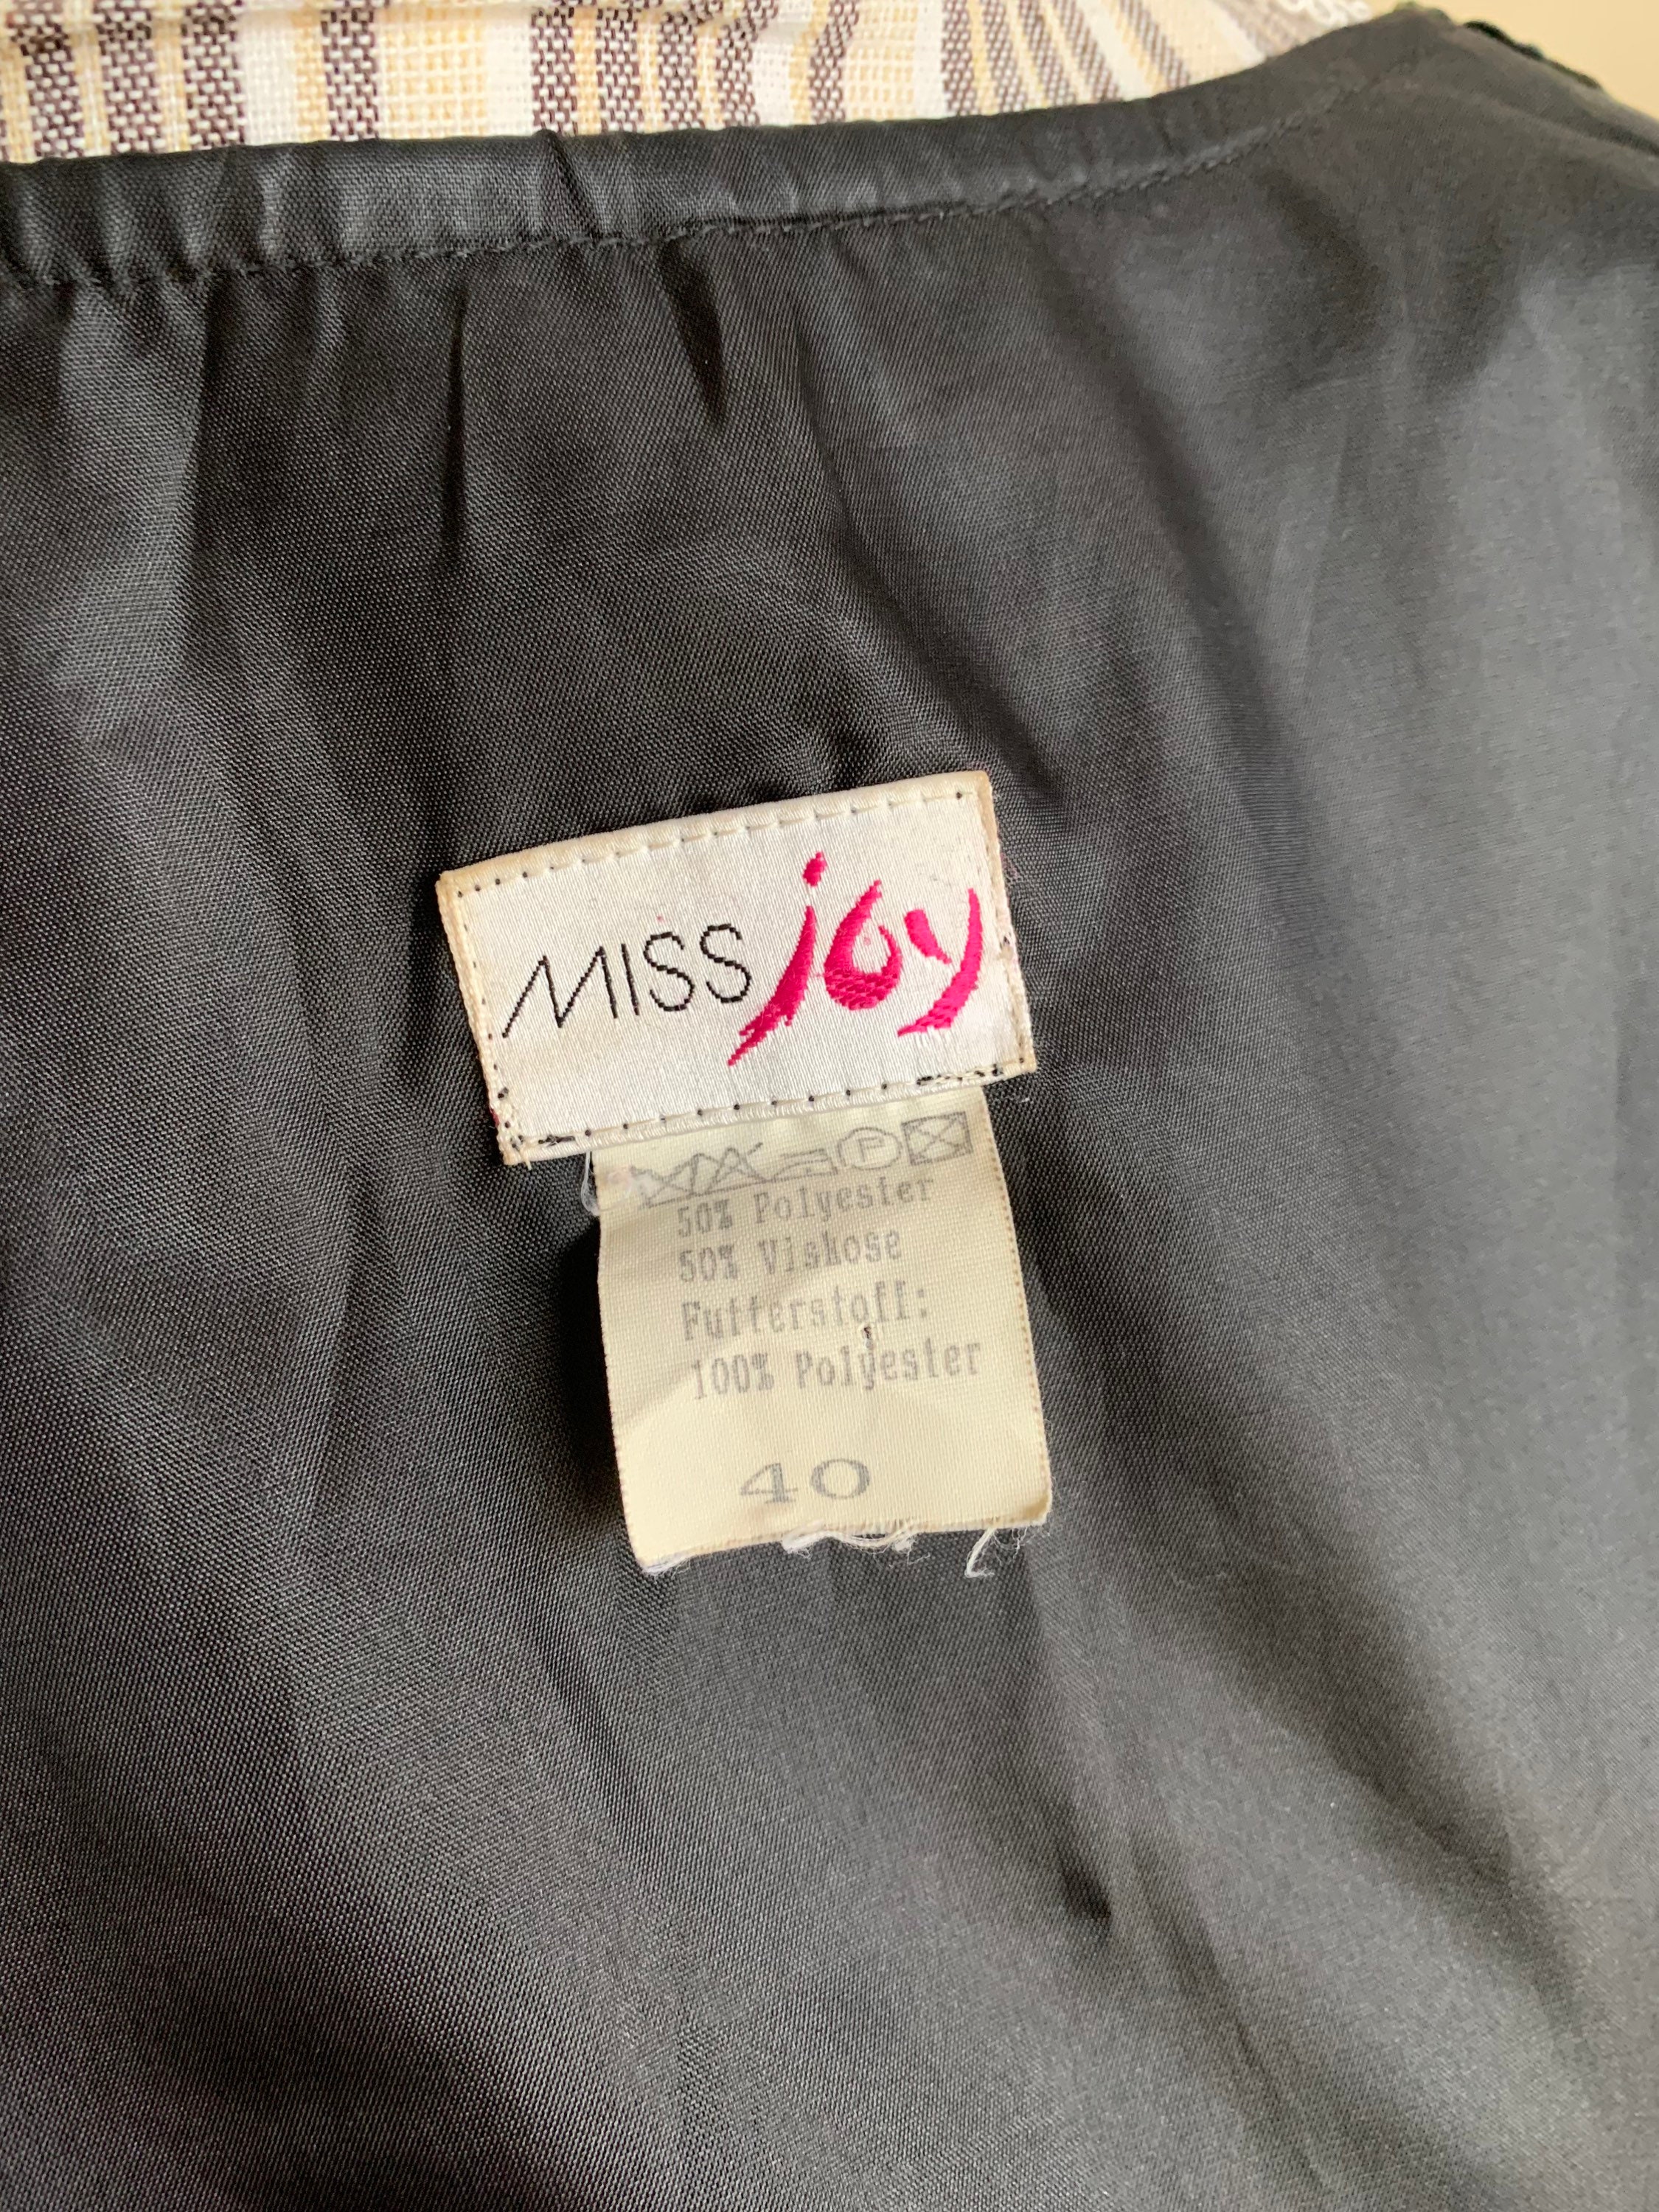 MISS joy
50% Polyester
50% Viskose
Futterstoff:
100% Polyester
40